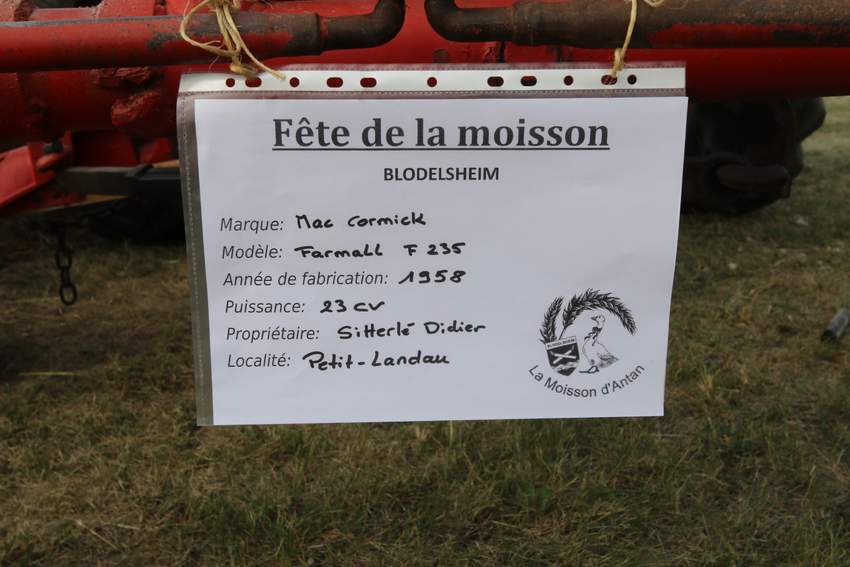 Fête de la moisson
BLODELSHEIM
Marque: Mac Cormick
Modèle: Farmall F 235
Année de fabrication: 1958
Puissance: 23 CV
Propriétaire: Sitterlé Didier
Localité: Petit-Landau
BLODELSHEIM
La Moisson d'Antan